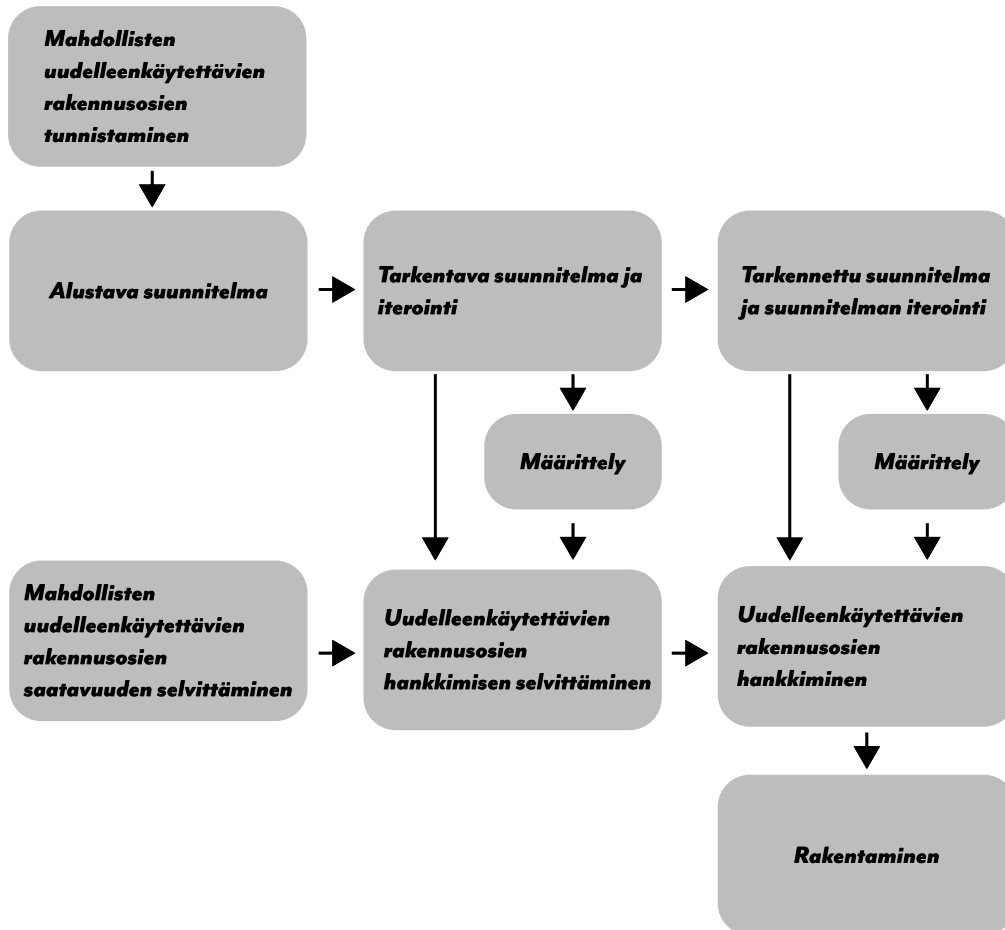 Mahdollisten
uudelleenkäytettävien
rakennusosien
tunnistaminen
Alustava suunnitelma
Tarkentava suunnitelma ja
iterointi
Tarkennettu suunnitelma
ja suunnitelman iterointi
Määrittely
Määrittely
Mahdollisten
uudelleenkäytettävien
rakennusosien
saatavuuden selvittäminen
Uudelleenkäytettävien
rakennusosien
hankkimisen selvittäminen
Uudelleenkäytettävien
rakennusosien
hankkiminen
Rakentaminen